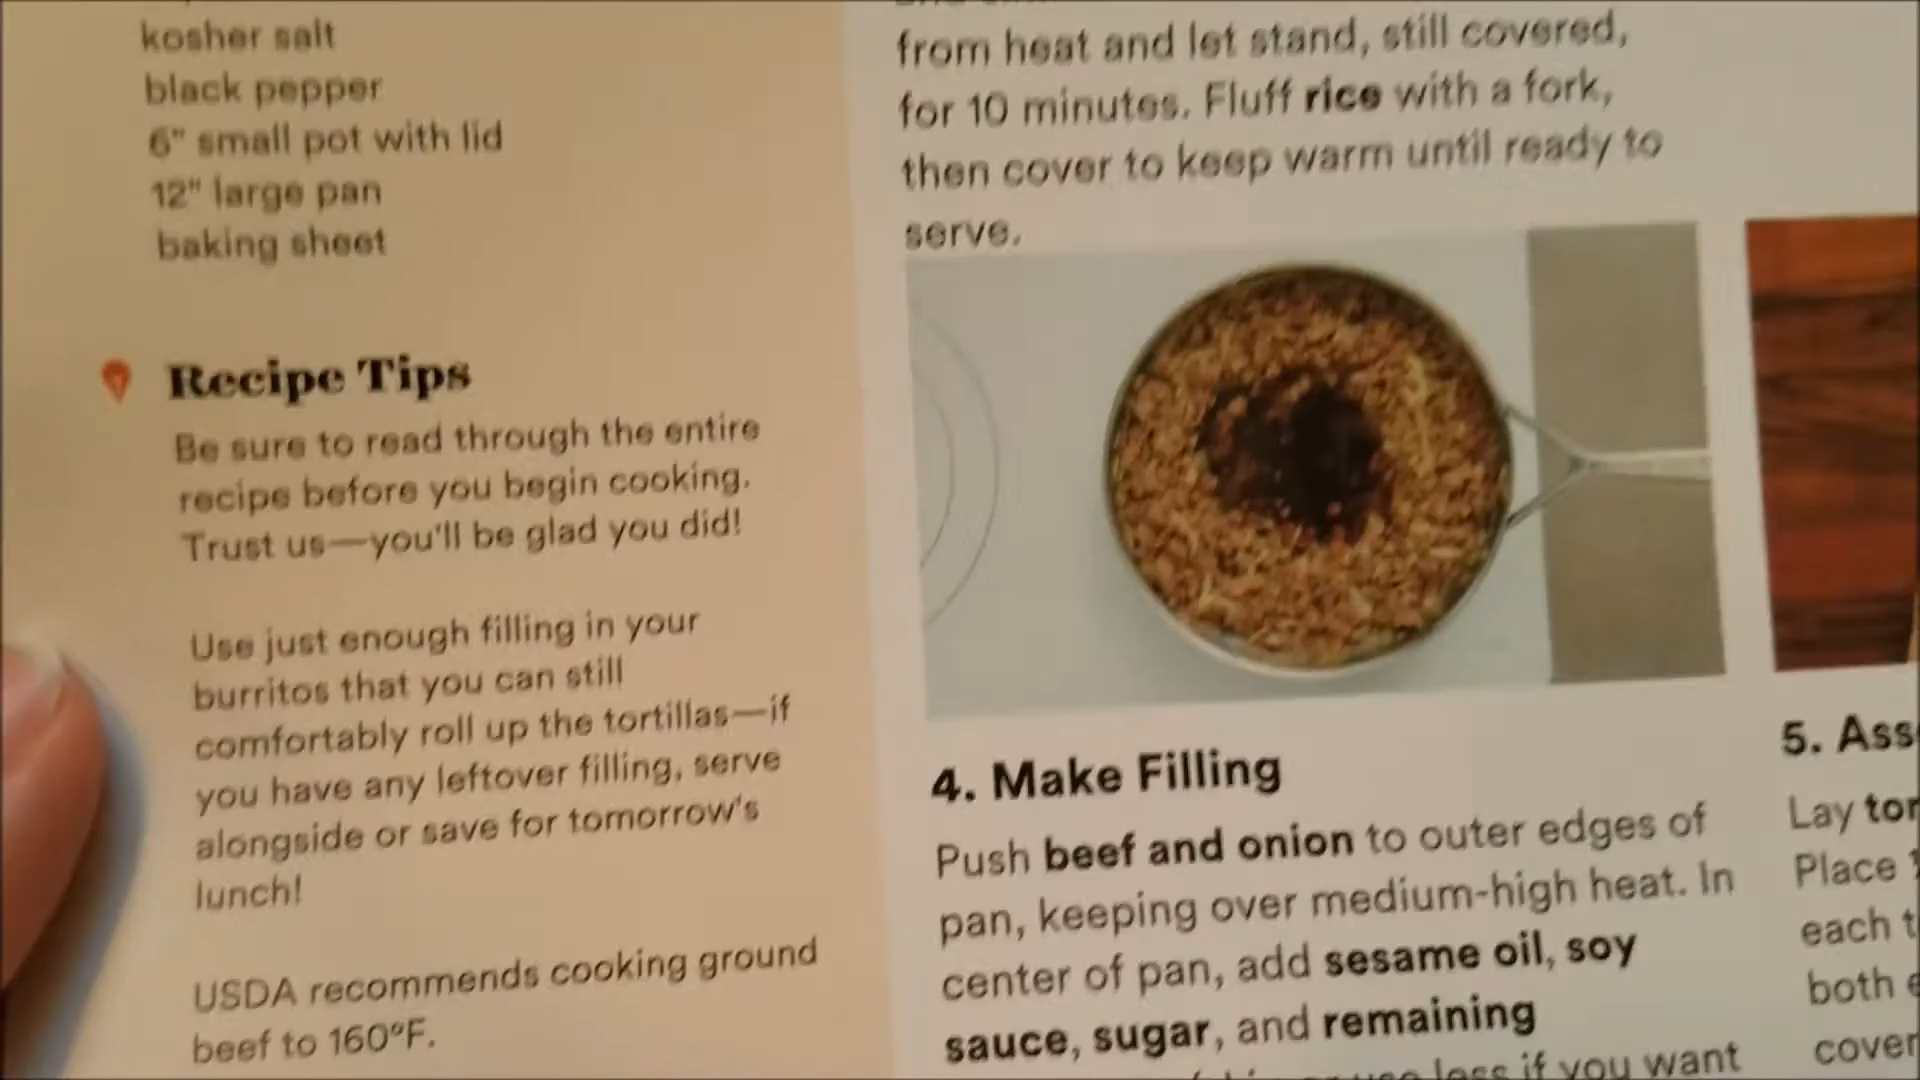 kosher salt
black pepper
6" small pot with lid
12" large pan
baking sheet
Recipe Tips
Be sure to read through the entire
recipe before you begin cooking.
Trust us—you'll be glad you did!
Use just enough filling in your
burritos that you can still
comfortably roll up the tortillas—if
you have any leftover filling, serve
alongside or save for tomorrow's
lunch!
USDA recommends cooking ground
beef to 160°F.
from heat and let stand, still covered,
for 10 minutes. Fluff rice with a fork,
then cover to keep warm until ready to
serve.
4. Make Filling
Push beef and onion to outer edges of
pan, keeping over medium-high heat. In
center of pan, add sesame oil, soy
sauce, sugar, and remaining
less if you want
5. Ass
Lay tor
Place
each t
both e
cover